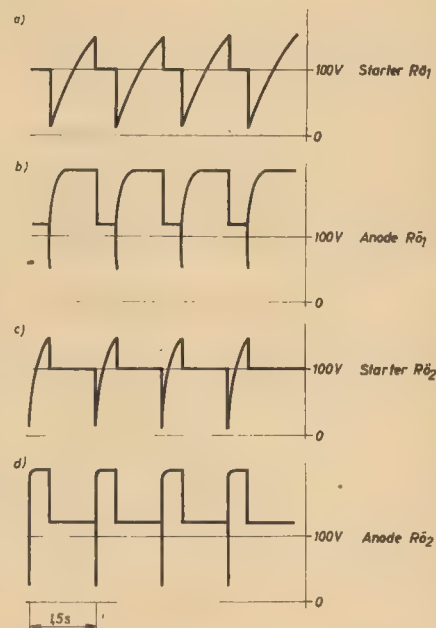 a)
100V Starter Rö₁
0
b)
100V Anode Rö₁
0
c)
100V Starter Rö₂
0
d)
100V Anode Rö₂
0
1,5s